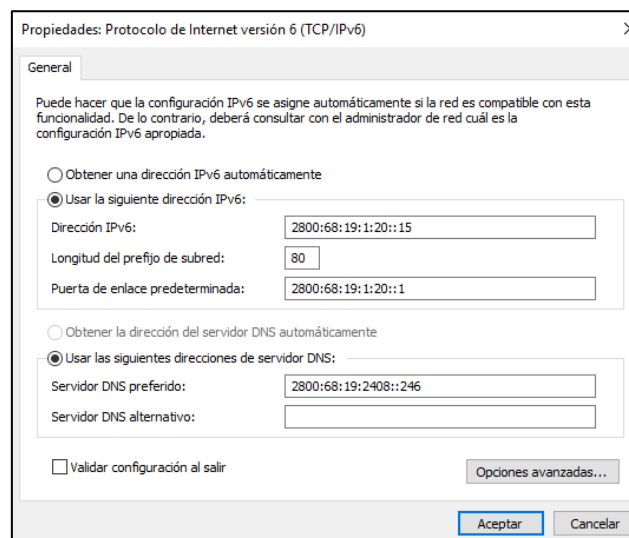 Propiedades: Protocolo de Internet versión 6 (TCP/IPv6)
General
Puede hacer que la configuración IPv6 se asigne automáticamente si la red es compatible con esta
funcionalidad. De lo contrario, deberá consultar con el administrador de red cuál es la
configuración IPv6 apropiada.
Obtener una dirección IPv6 automáticamente
Usar la siguiente dirección IPv6:
Dirección IPv6: 2800:68:19:1:20::15
Longitud del prefijo de subred: 80
Puerta de enlace predeterminada: 2800:68:19:1:20::1
Obtener la dirección del servidor DNS automáticamente
Usar las siguientes direcciones de servidor DNS:
Servidor DNS preferido: 2800:68:19:2408::246
Servidor DNS alternativo:
Validar configuración al salir Opciones avanzadas...
Aceptar Cancelar